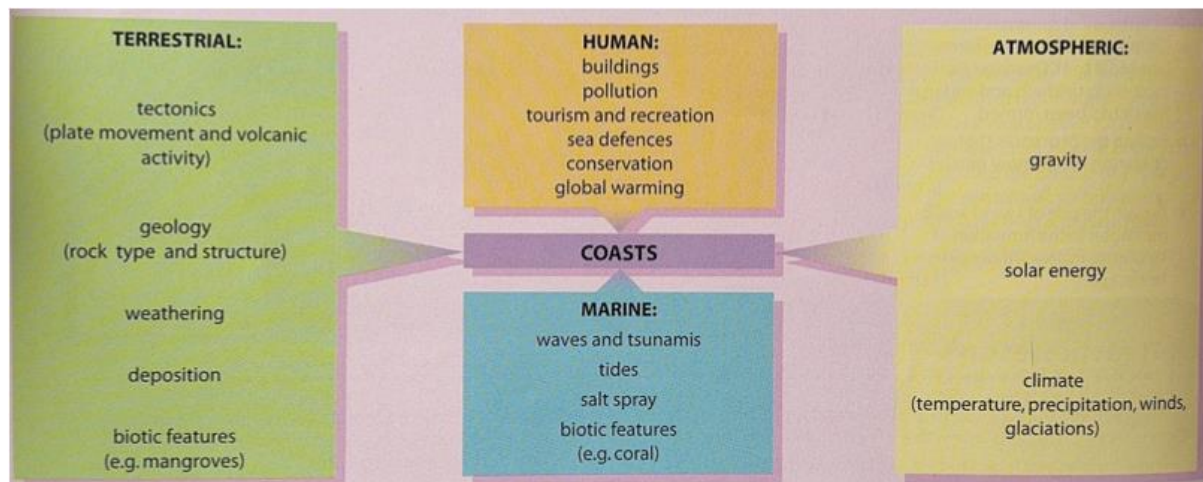 TERRESTRIAL:
tectonics
(plate movement and volcanic
activity)
geology
(rock type and structure)
weathering
deposition
biotic features
(e.g. mangroves)
HUMAN:
buildings
pollution
tourism and recreation
sea defences
conservation
global warming
COASTS
MARINE:
waves and tsunamis
tides
salt spray
biotic features
(e.g. coral)
ATMOSPHERIC:
gravity
solar energy
climate
(temperature, precipitation, winds,
glaciations)